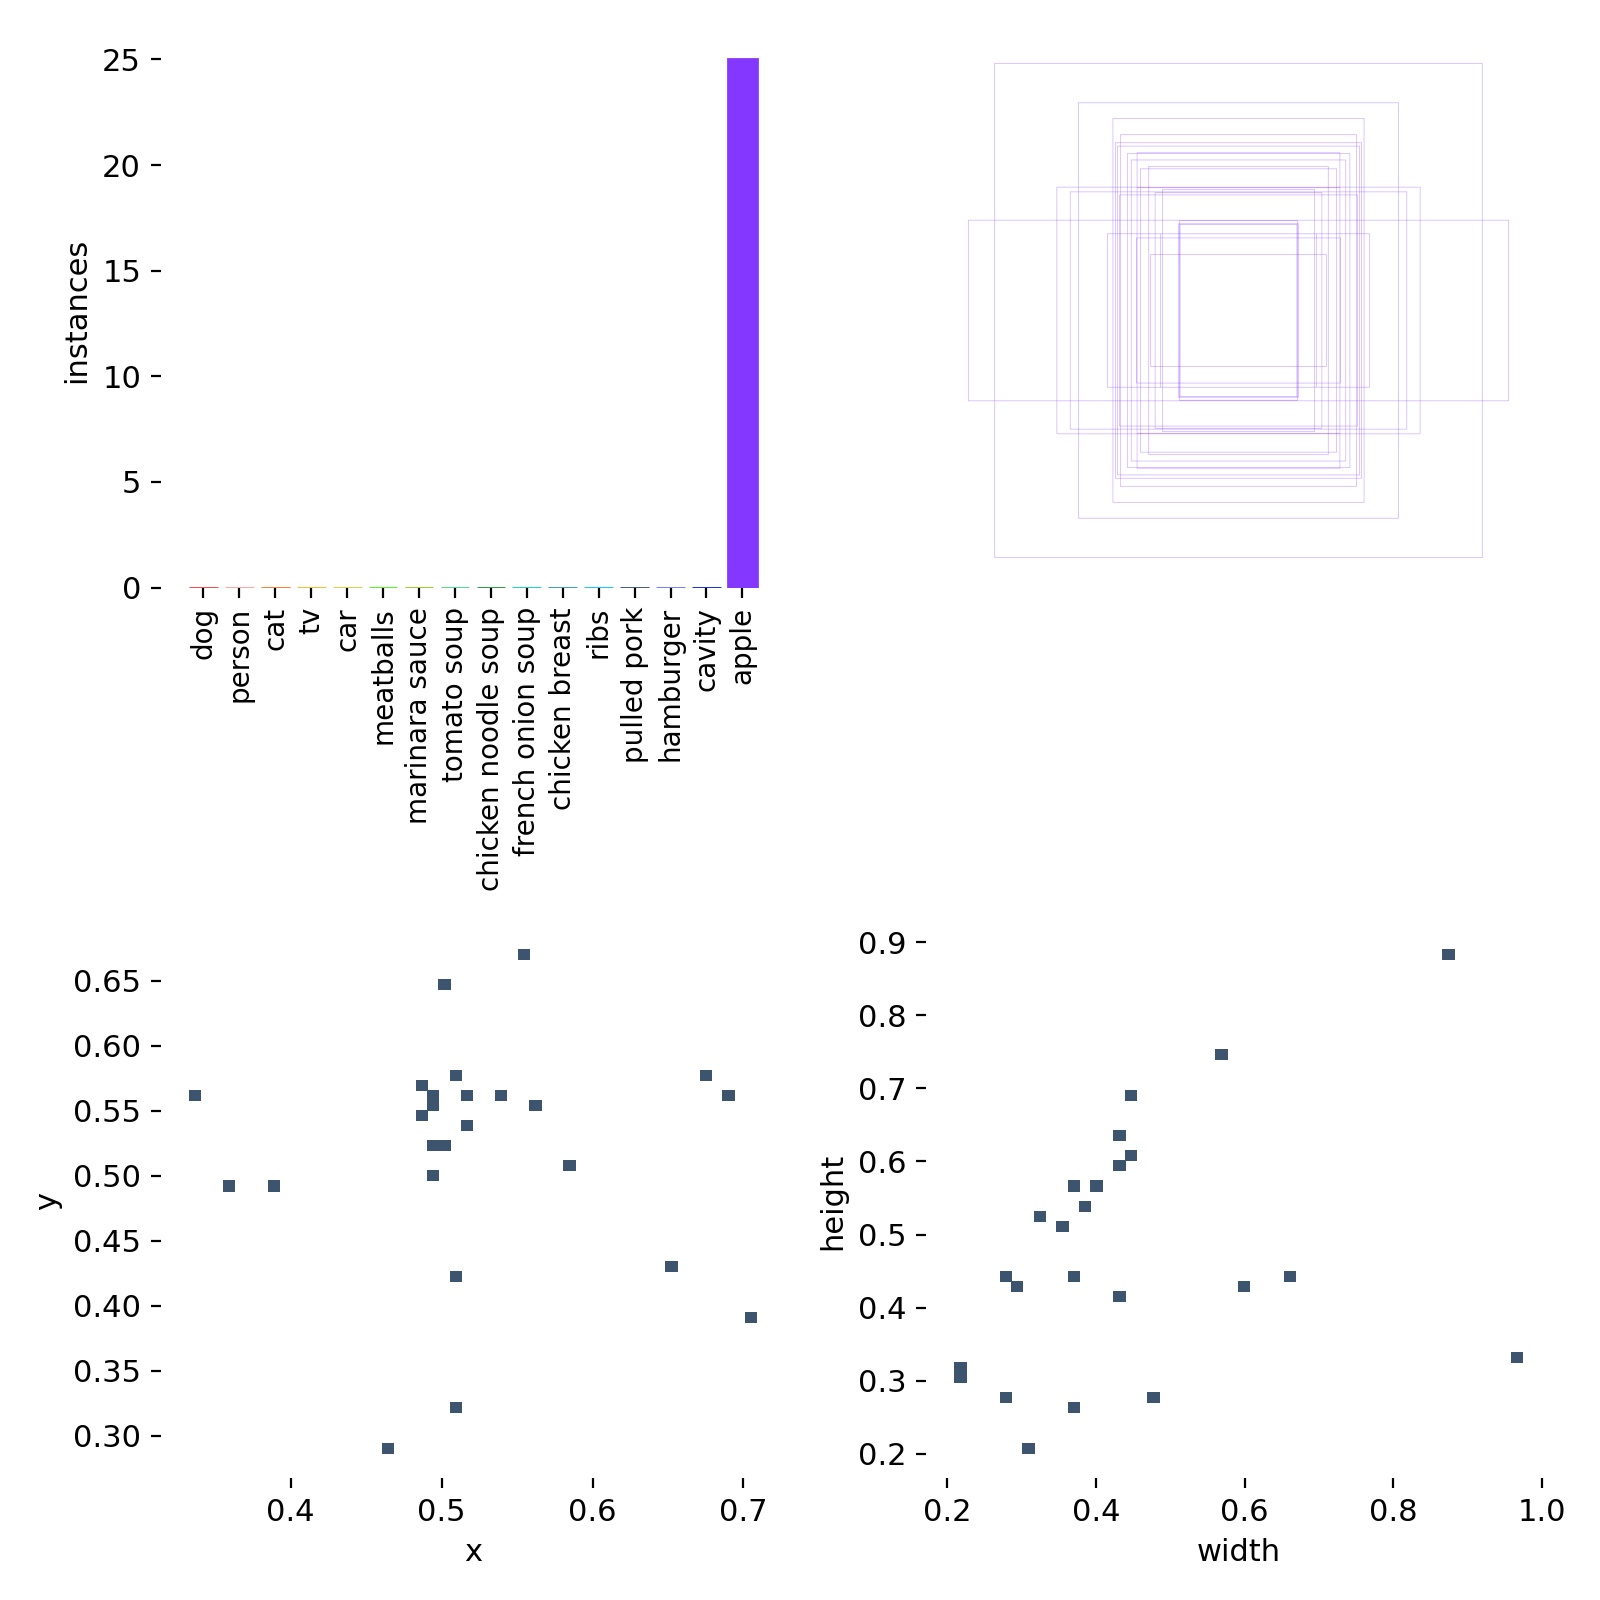 25
20
15
10
5
0
instances
dog
person
cat
tv
car
meatballs
marinara sauce
tomato soup
chicken noodle soup
french onion soup
chicken breast
ribs
pulled pork
hamburger
cavity
apple
0.65
0.60
0.55
0.50
0.45
0.40
0.35
0.30
y
0.4 0.5 0.6 0.7
x
0.9
0.8
0.7
0.6
0.5
0.4
0.3
0.2
height
0.2 0.4 0.6 0.8 1.0
width